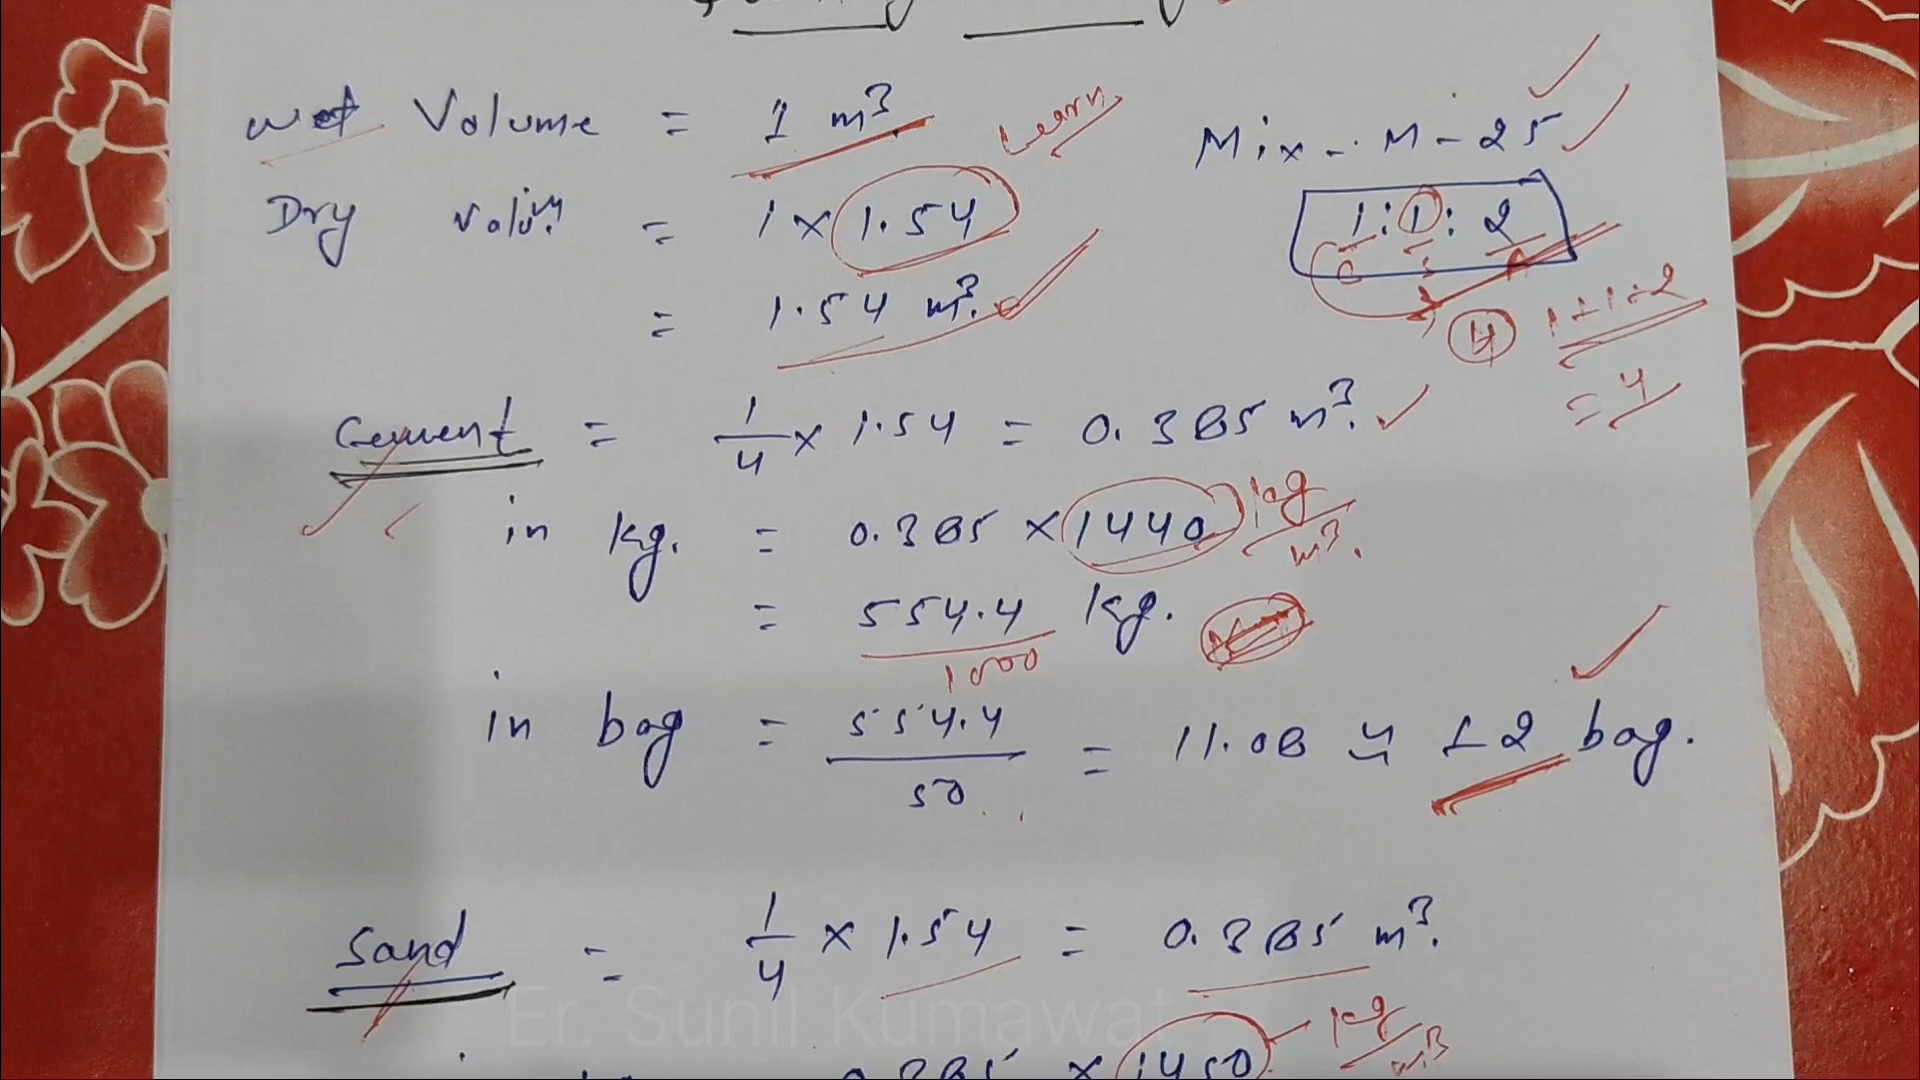 Wet Volume = 1 m³
Learn
Mix - M-25
Dry = 1 x 1.54
1:1:2
C S A
= 1.54 m³.
4
1+1+2
= 4
Cement = 1/4 x 1.54 = 0.385 m³.
in kg. = 0.385 x 1440 kg/m³.
= 554.4 kg.
1000
in bag = 554.4/50 = 11.08 ≃ 12 bag.
Sand = 1/4 x 1.54 = 0.385 m³.
Er. Sunil Kumawat
0.385 x 1450 kg/m³